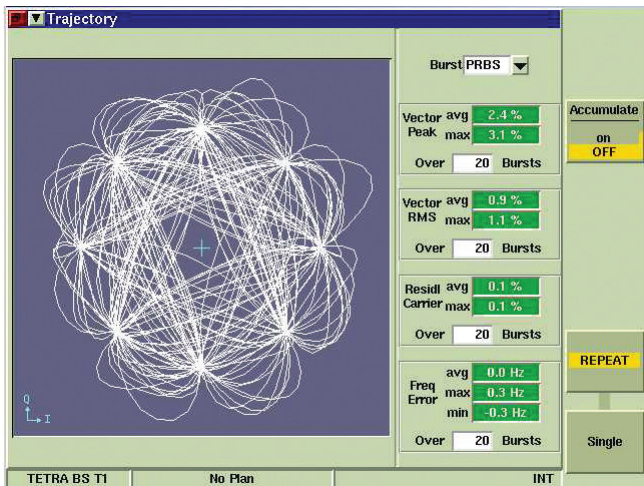 Trajectory
Burst PRBS
Vector Peak avg 2.4 %
max 3.1 %
Over 20 Bursts
Vector RMS avg 0.9 %
max 1.1 %
Over 20 Bursts
Residl Carrier avg 0.1 %
max 0.1 %
Over 20 Bursts
Freq Error avg 0.0 Hz
max 0.3 Hz
min -0.3 Hz
Over 20 Bursts
Accumulate
on
OFF
REPEAT
Single
Q
I
TETRA BS T1 No Plan INT